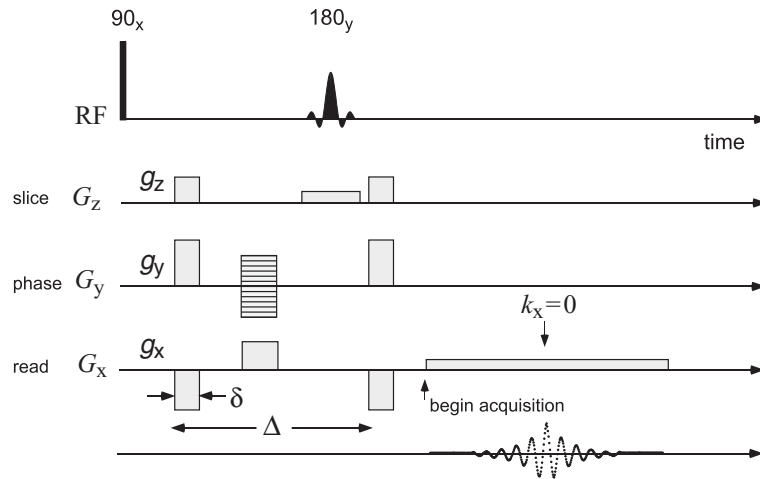 90x 180y
RF
time
slice Gz gz
phase Gy gy
kx=0
read Gx gx
δ
begin acquisition
Δ